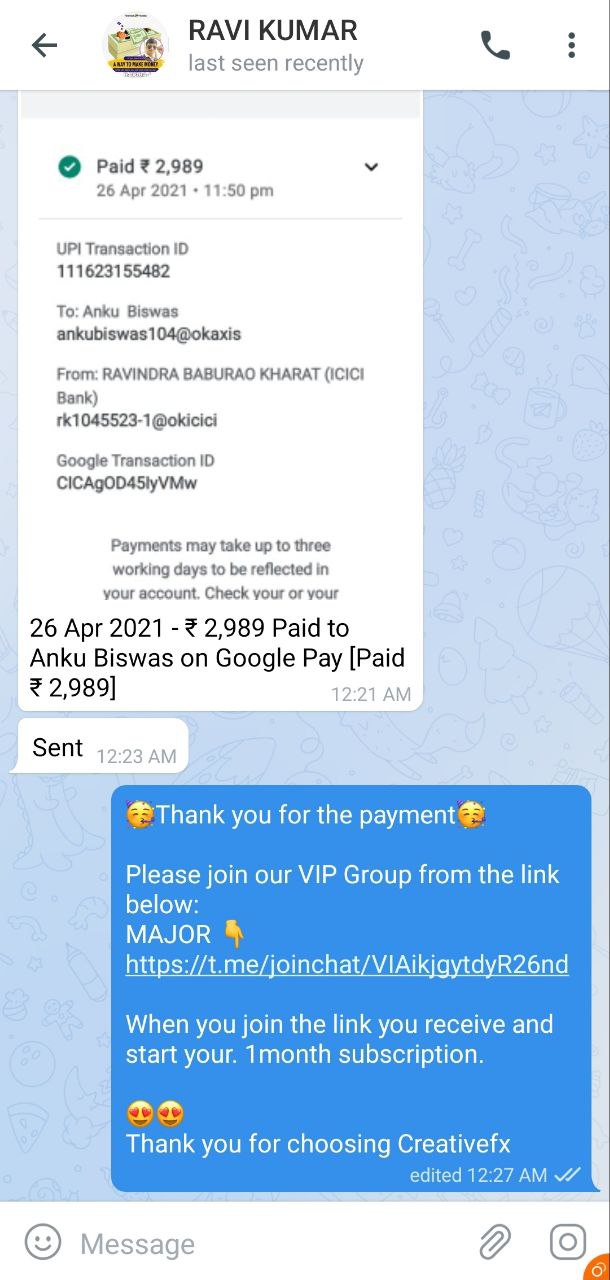 RAVI KUMAR
last seen recently
A WAY TO MAKE MONEY
Paid ₹ 2,989
26 Apr 2021 • 11:50 pm
UPI Transaction ID
111623155482
To: Anku Biswas
ankubiswas104@okaxis
From: RAVINDRA BABURAO KHARAT (ICICI
Bank)
rk1045523-1@okicici
Google Transaction ID
CICAgOD45IyVMw
Payments may take up to three
working days to be reflected in
your account. Check your or your
26 Apr 2021 - ₹ 2,989 Paid to
Anku Biswas on Google Pay [Paid
₹ 2,989]
12:21 AM
Sent 12:23 AM
🥳Thank you for the payment🥳
Please join our VIP Group from the link
below:
MAJOR 👇
https://t.me/joinchat/VIAikjgytdyR26nd
When you join the link you receive and
start your. 1month subscription.
😍😍
Thank you for choosing Creativefx
edited 12:27 AM
Message